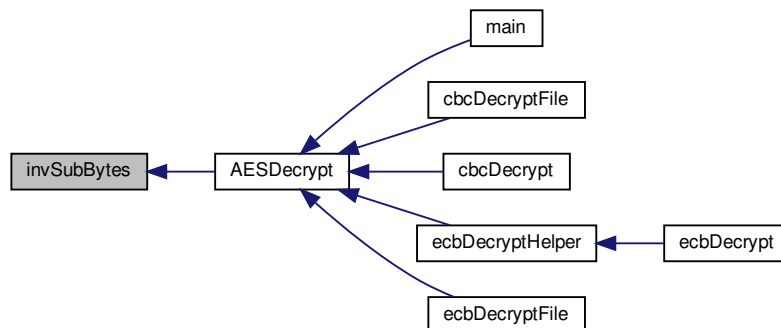 main
cbcDecryptFile
invSubBytes
AESDecrypt
cbcDecrypt
ecbDecryptHelper
ecbDecrypt
ecbDecryptFile